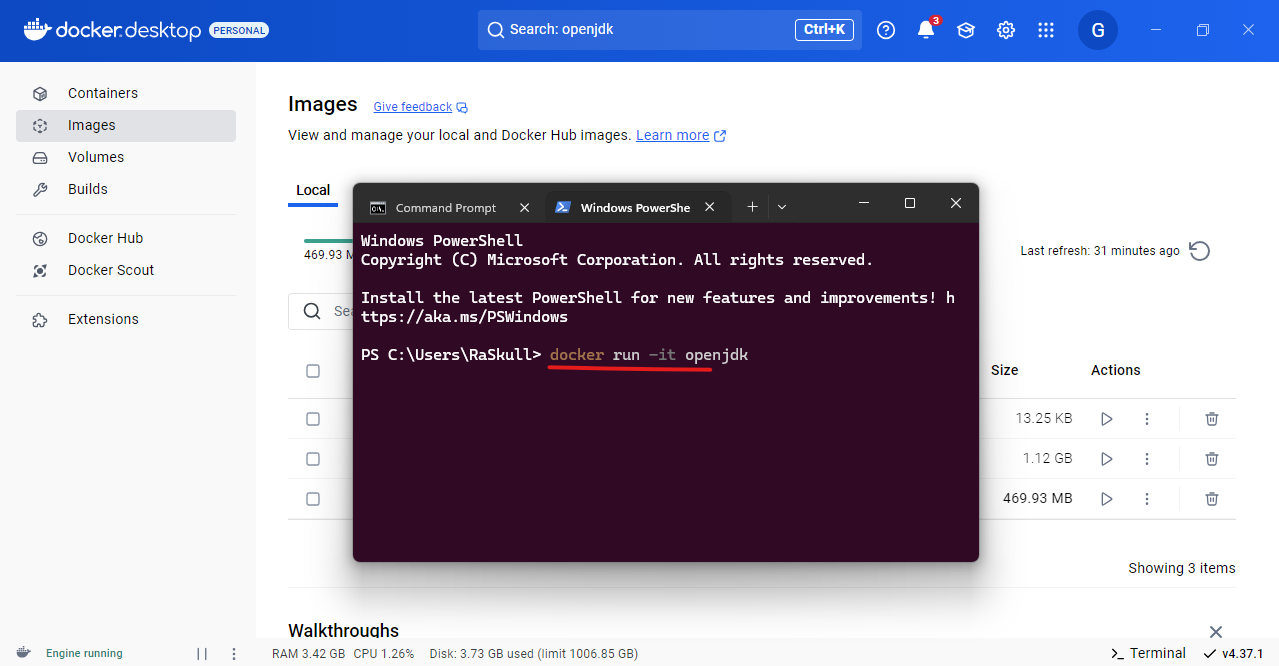 docker.desktop PERSONAL
Search: openjdk Ctrl+K
3
G
Containers
Images
Volumes
Builds
Docker Hub
Docker Scout
Extensions
Images Give feedback
View and manage your local and Docker Hub images. Learn more
Local
469.93 M
Last refresh: 31 minutes ago
Sea
Size Actions
13.25 KB
1.12 GB
469.93 MB
Showing 3 items
Walkthroughs
Command Prompt
Windows PowerShe
Windows PowerShell
Copyright (C) Microsoft Corporation. All rights reserved.
Install the latest PowerShell for new features and improvements! h
ttps://aka.ms/PSWindows
PS C:\Users\RaSkull> docker run -it openjdk
Engine running
RAM 3.42 GB CPU 1.26% Disk: 3.73 GB used (limit 1006.85 GB)
>_ Terminal
v4.37.1